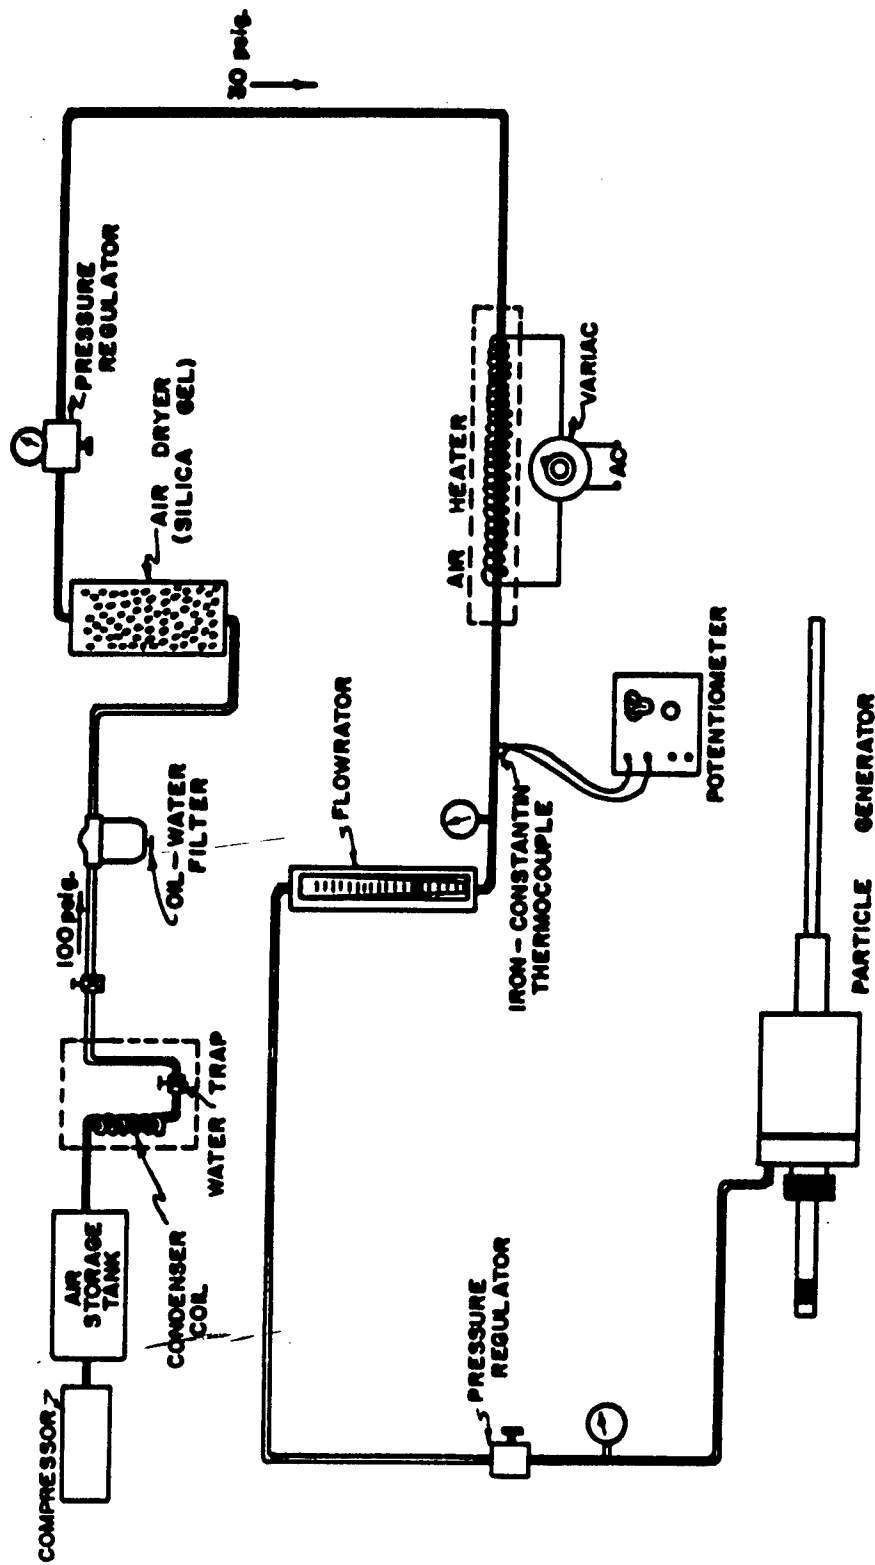 COMPRESSOR
AIR
STORAGE
TANK
CONDENSER
COIL
WATER TRAP
100 psig.
OIL-WATER
FILTER
AIR DRYER
(SILICA GEL)
PRESSURE
REGULATOR
30 psig.
AIR HEATER
VARIAC
AC
IRON-CONSTANTIN
THERMOCOUPLE
POTENTIOMETER
FLOWRATOR
PRESSURE
REGULATOR
PARTICLE GENERATOR